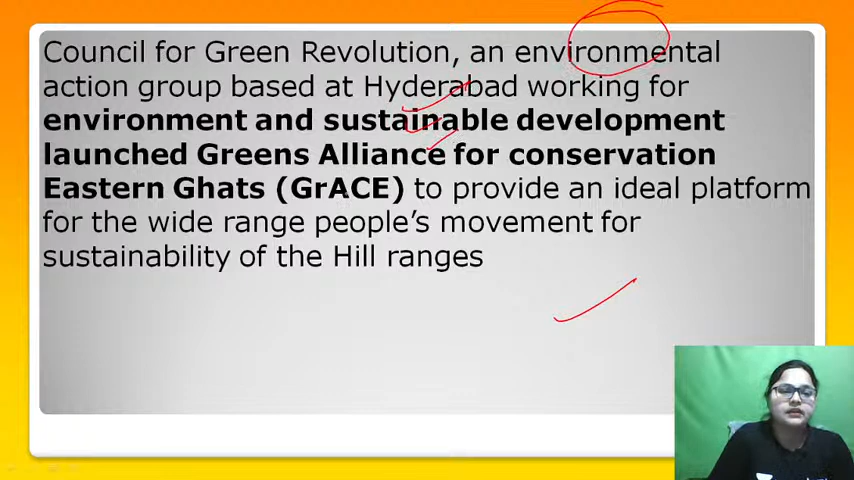 Council for Green Revolution, an environmental
action group based at Hyderabad working for
environment and sustainable development
launched Greens Alliance for conservation
Eastern Ghats (GrACE) to provide an ideal platform
for the wide range people's movement for
sustainability of the Hill ranges